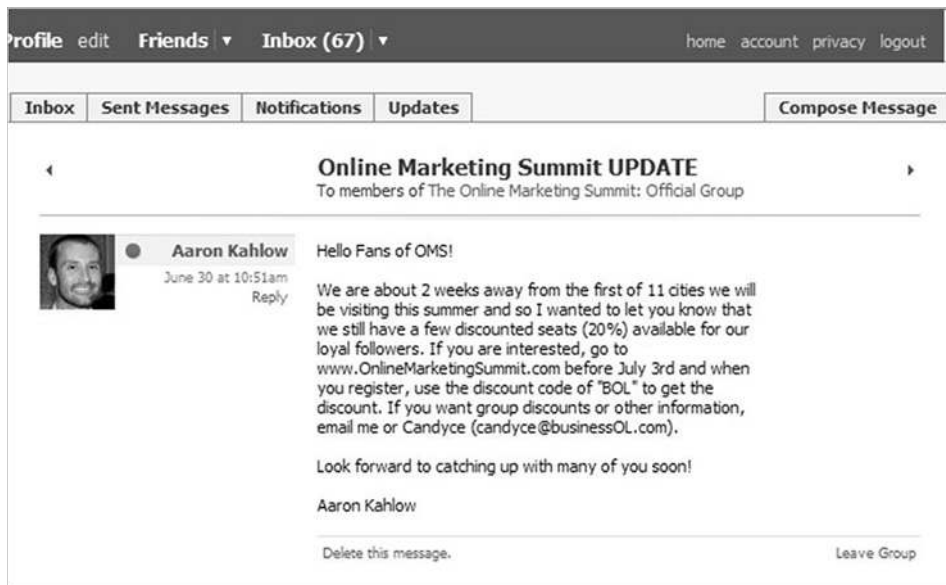 Profile edit Friends Inbox (67) home account privacy logout
Inbox Sent Messages Notifications Updates Compose Message
Online Marketing Summit UPDATE
To members of The Online Marketing Summit: Official Group
Aaron Kahlow
June 30 at 10:51am
Reply
Hello Fans of OMS!
We are about 2 weeks away from the first of 11 cities we will
be visiting this summer and so I wanted to let you know that
we still have a few discounted seats (20%) available for our
loyal followers. If you are interested, go to
www.OnlineMarketingSummit.com before July 3rd and when
you register, use the discount code of "BOL" to get the
discount. If you want group discounts or other information,
email me or Candyce (candyce@businessOL.com).
Look forward to catching up with many of you soon!
Aaron Kahlow
Delete this message. Leave Group